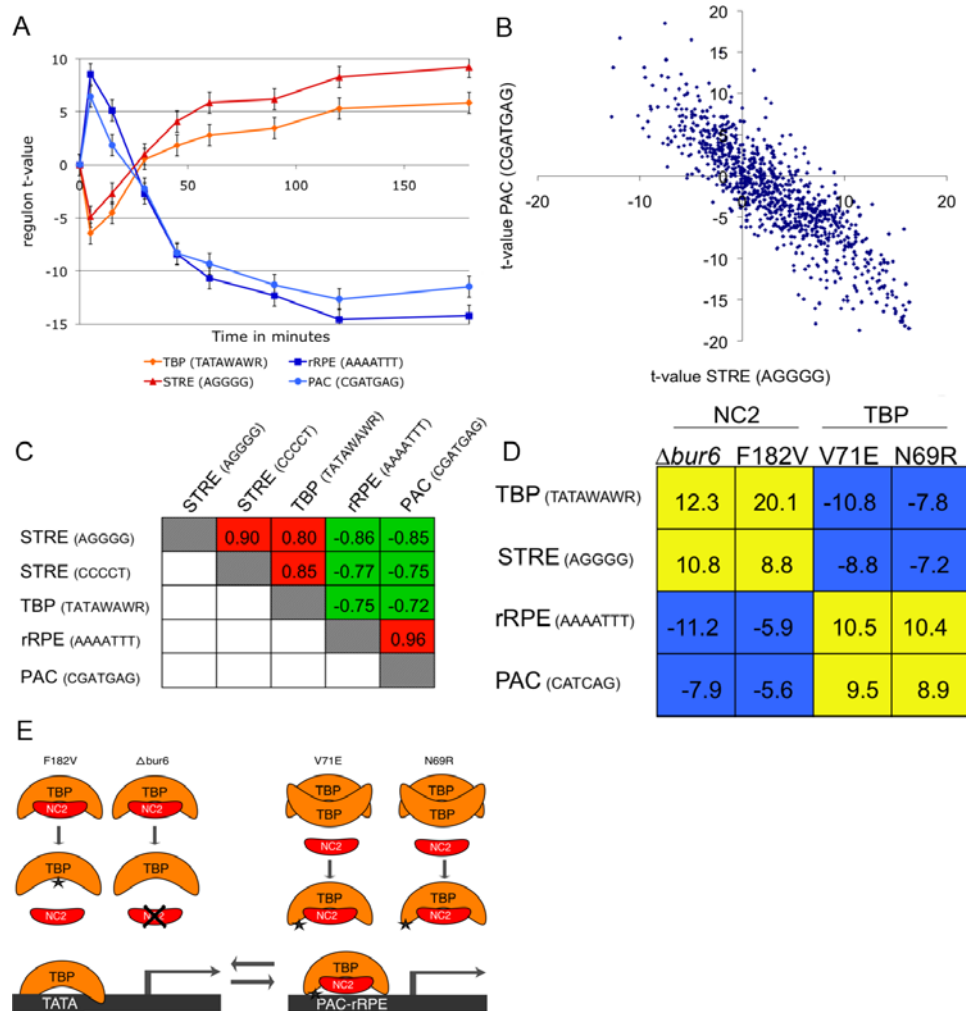 A
10
5
0
-5
-10
-15
50
100
150
regulon t-value
Time in minutes
TBP (TATAWAWR)
rRPE (AAAATTT)
STRE (AGGGG)
PAC (CGATGAG)
B
20
15
10
5
0
-5
-10
-15
-20
-20
-10
0
10
20
t-value PAC (CGATGAG)
t-value STRE (AGGGG)
C
STRE (AGGGG)
STRE (CCCCT)
TBP (TATAWAWR)
rRPE (AAAATTT)
PAC (CGATGAG)
STRE (AGGGG) 0.90 0.80 -0.86 -0.85
STRE (CCCCT) 0.85 -0.77 -0.75
TBP (TATAWAWR) -0.75 -0.72
rRPE (AAAATTT) 0.96
PAC (CGATGAG)
D
NC2 TBP
Δbur6 F182V V71E N69R
TBP (TATAWAWR) 12.3 20.1 -10.8 -7.8
STRE (AGGGG) 10.8 8.8 -8.8 -7.2
rRPE (AAAATTT) -11.2 -5.9 10.5 10.4
PAC (CATCAG) -7.9 -5.6 9.5 8.9
E
F182V Δbur6 V71E N69R
TBP TBP TBP TBP
NC2 NC2 TBP TBP
NC2 NC2
TBP TBP TBP TBP
NC2 NC2 NC2 NC2
TBP TBP
NC2
TATA PAC-rRPE